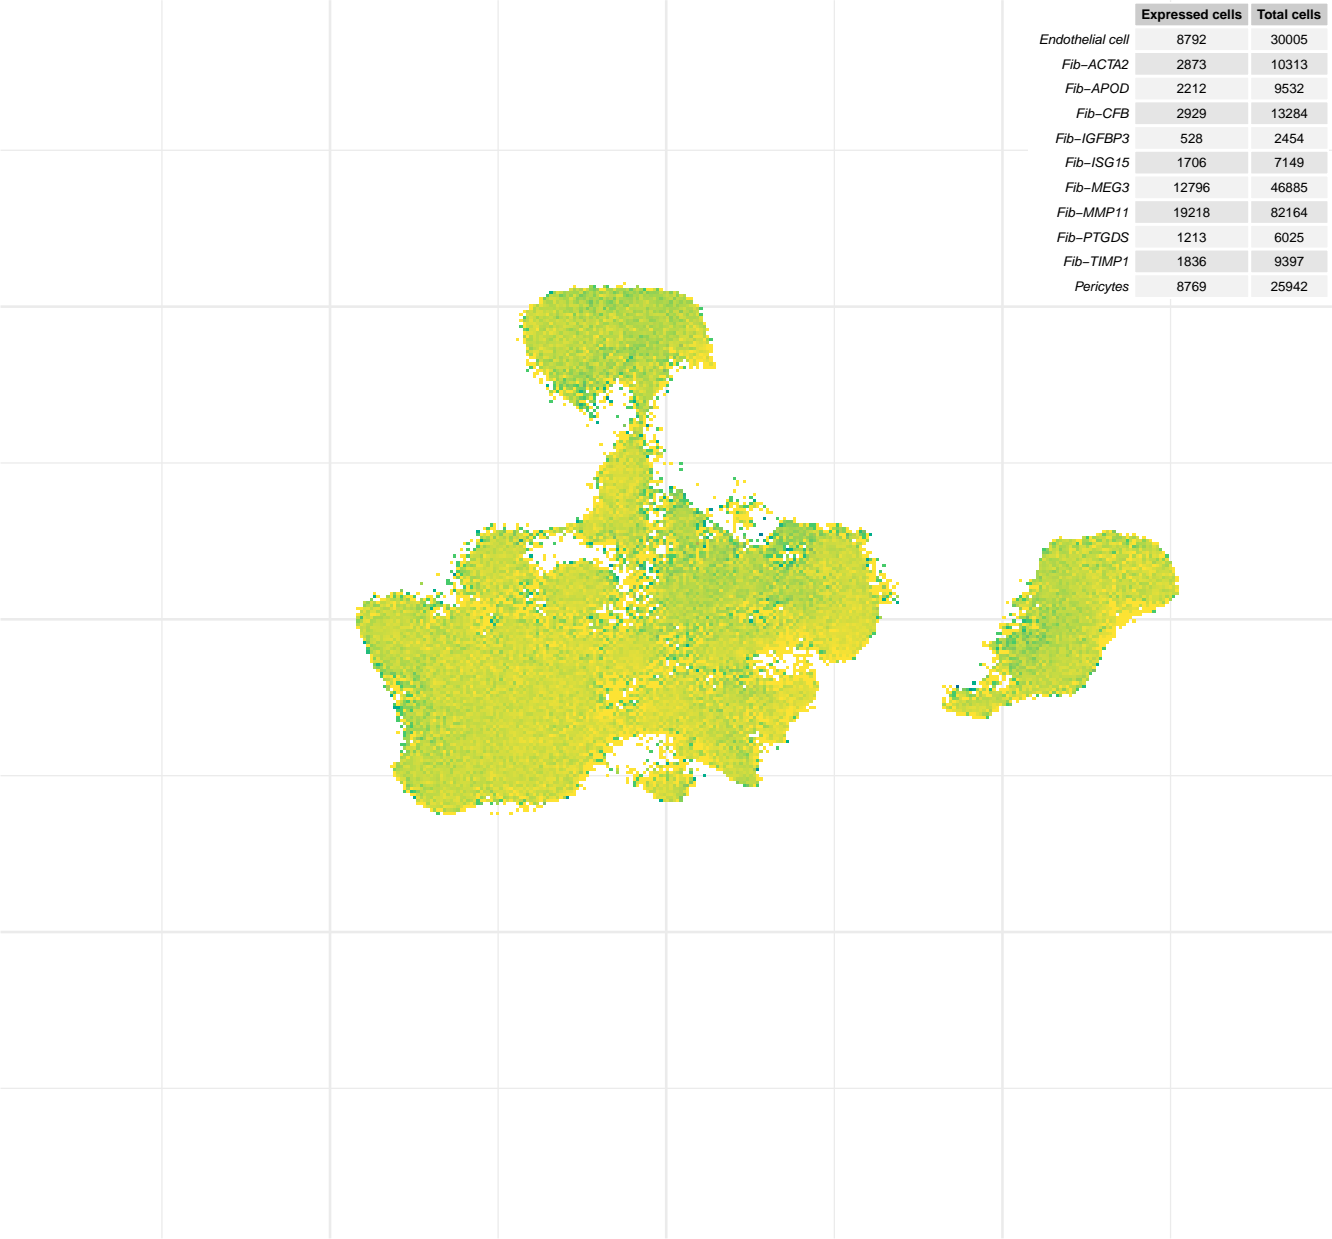 Expressed cells Total cells
Endothelial cell 8792 30005
Fib−ACTA2 2873 10313
Fib−APOD 2212 9532
Fib−CFB 2929 13284
Fib−IGFBP3 528 2454
Fib−ISG15 1706 7149
Fib−MEG3 12796 46885
Fib−MMP11 19218 82164
Fib−PTGDS 1213 6025
Fib−TIMP1 1836 9397
Pericytes 8769 25942